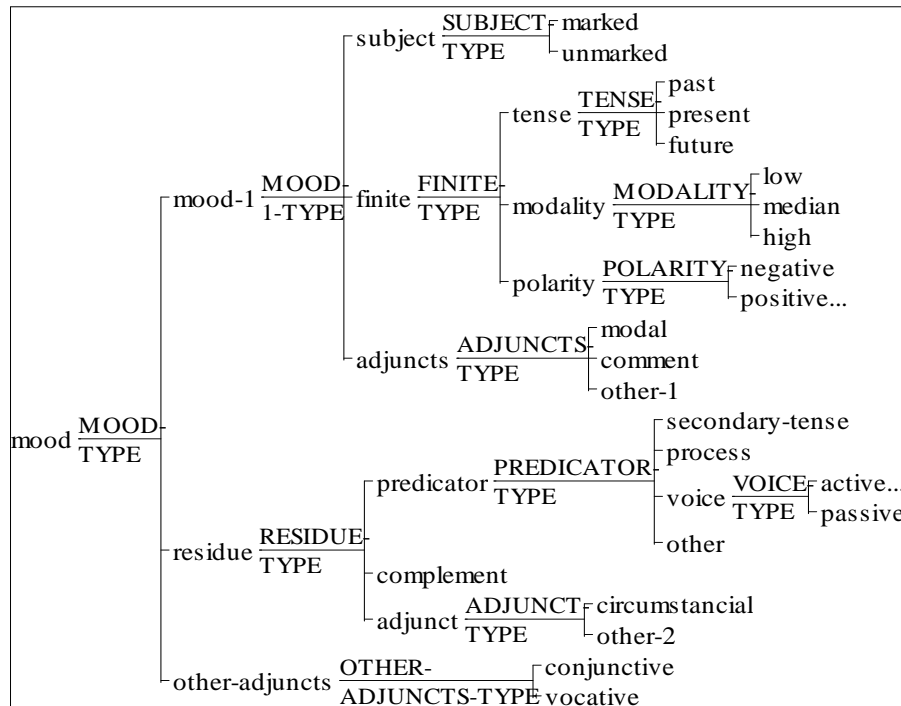 marked
subject SUBJECT TYPE
unmarked
past
tense TENSE TYPE present
future
low
mood-1 MOOD 1-TYPE finite FINITE TYPE modality MODALITY TYPE median
high
negative
polarity POLARITY TYPE
positive...
modal
adjuncts ADJUNCTS TYPE comment
other-1
mood MOOD TYPE
secondary-tense
process
predicator PREDICATOR TYPE
voice VOICE TYPE active...
passive
other
residue RESIDUE TYPE
complement
circumstancial
adjunct ADJUNCT TYPE
other-2
conjunctive
other-adjuncts OTHER-ADJUNCTS-TYPE
vocative